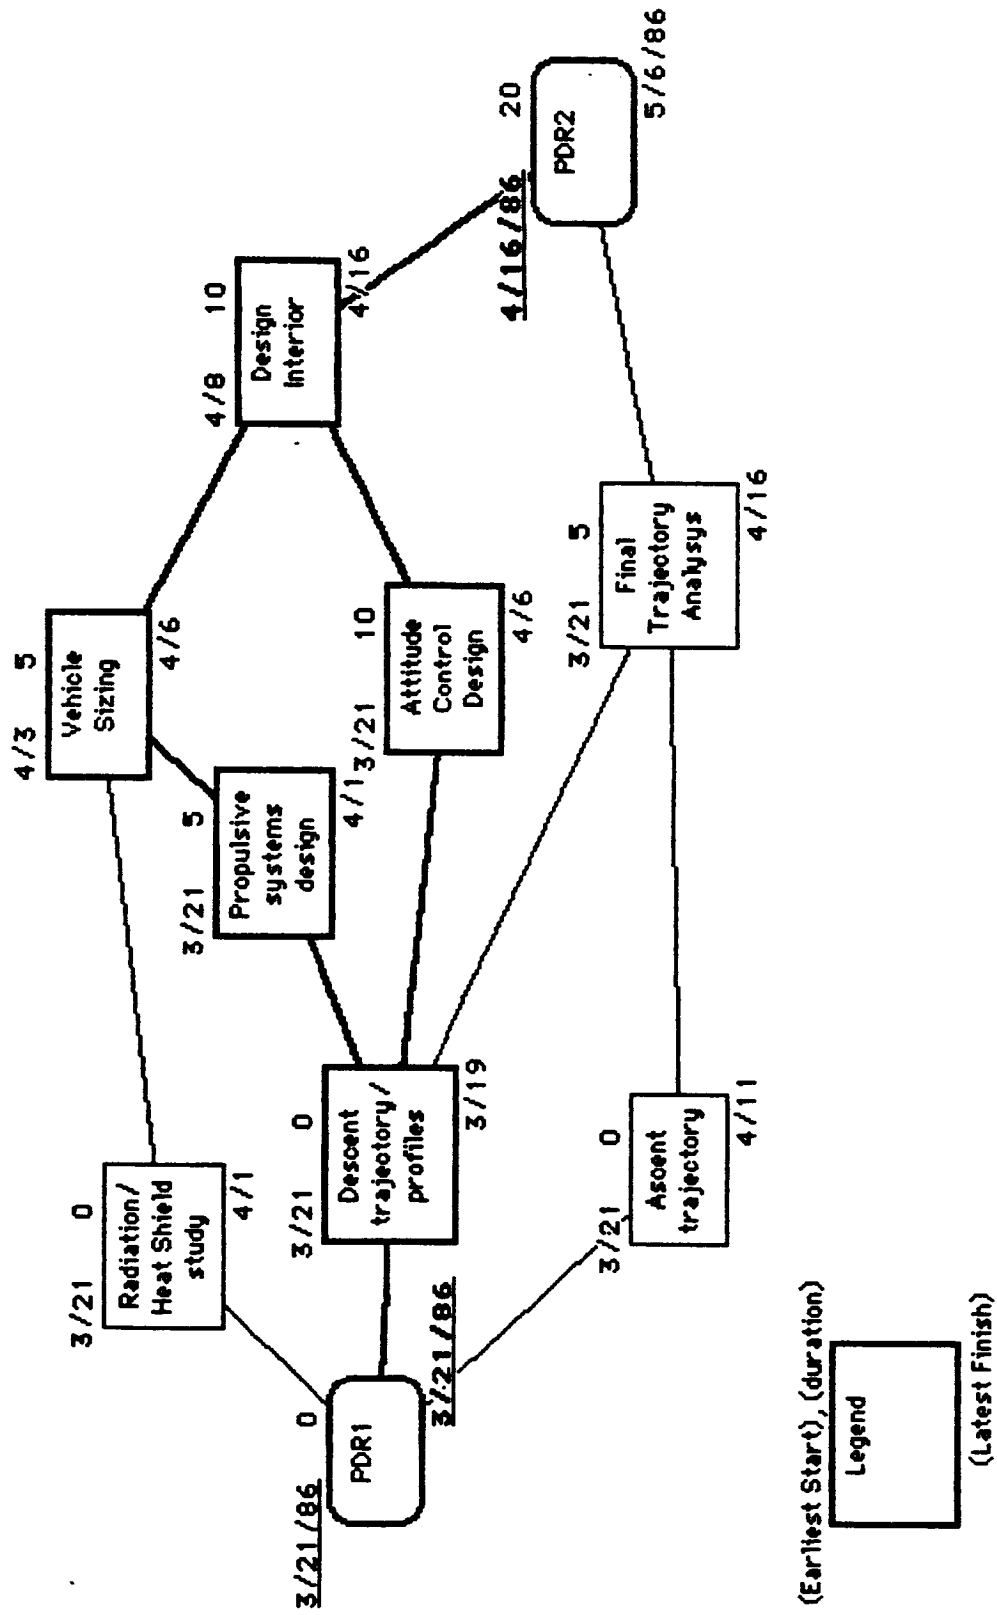 4/3 5
Vehicle
Sizing
4/6
3/21 0
Radiation/
Heat Shield
study
4/1
3/21 5
Propulsive
systems
design
4/1
4/8 10
Design
Interior
4/16
3/21/86 0
PDR1
3/21/86
3/21 0
Descent
trajectory/
profiles
3/19
3/21 10
Attitude
Control
Design
4/6
4/16/86 20
PDR2
5/6/86
3/21 0
Ascent
trajectory
4/11
3/21 5
Final
Trajectory
Analysys
4/16
(Earliest Start), (duration)
Legend
(Latest Finish)